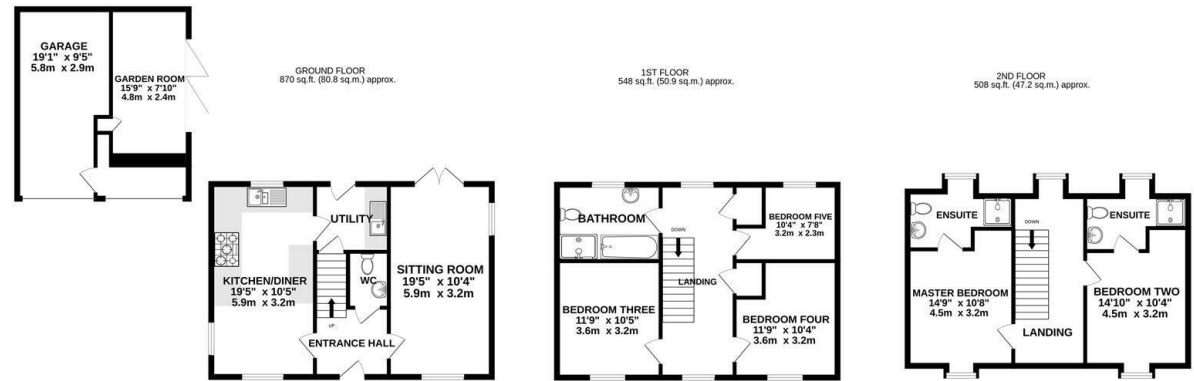 GARAGE
19'1" x 9'5"
5.8m x 2.9m
GARDEN ROOM
15'9" x 7'10"
4.8m x 2.4m
GROUND FLOOR
870 sq.ft. (80.8 sq.m.) approx.
UTILITY
KITCHEN/DINER
19'5" x 10'5"
5.9m x 3.2m
WC
SITTING ROOM
19'5" x 10'4"
5.9m x 3.2m
UP
ENTRANCE HALL
1ST FLOOR
548 sq.ft. (50.9 sq.m.) approx.
BATHROOM
BEDROOM FIVE
10'4" x 7'8"
3.2m x 2.3m
DOWN
LANDING
BEDROOM THREE
11'9" x 10'5"
3.6m x 3.2m
BEDROOM FOUR
11'9" x 10'4"
3.6m x 3.2m
2ND FLOOR
508 sq.ft. (47.2 sq.m.) approx.
ENSUITE
DOWN
ENSUITE
MASTER BEDROOM
14'9" x 10'8"
4.5m x 3.2m
BEDROOM TWO
14'10" x 10'4"
4.5m x 3.2m
LANDING